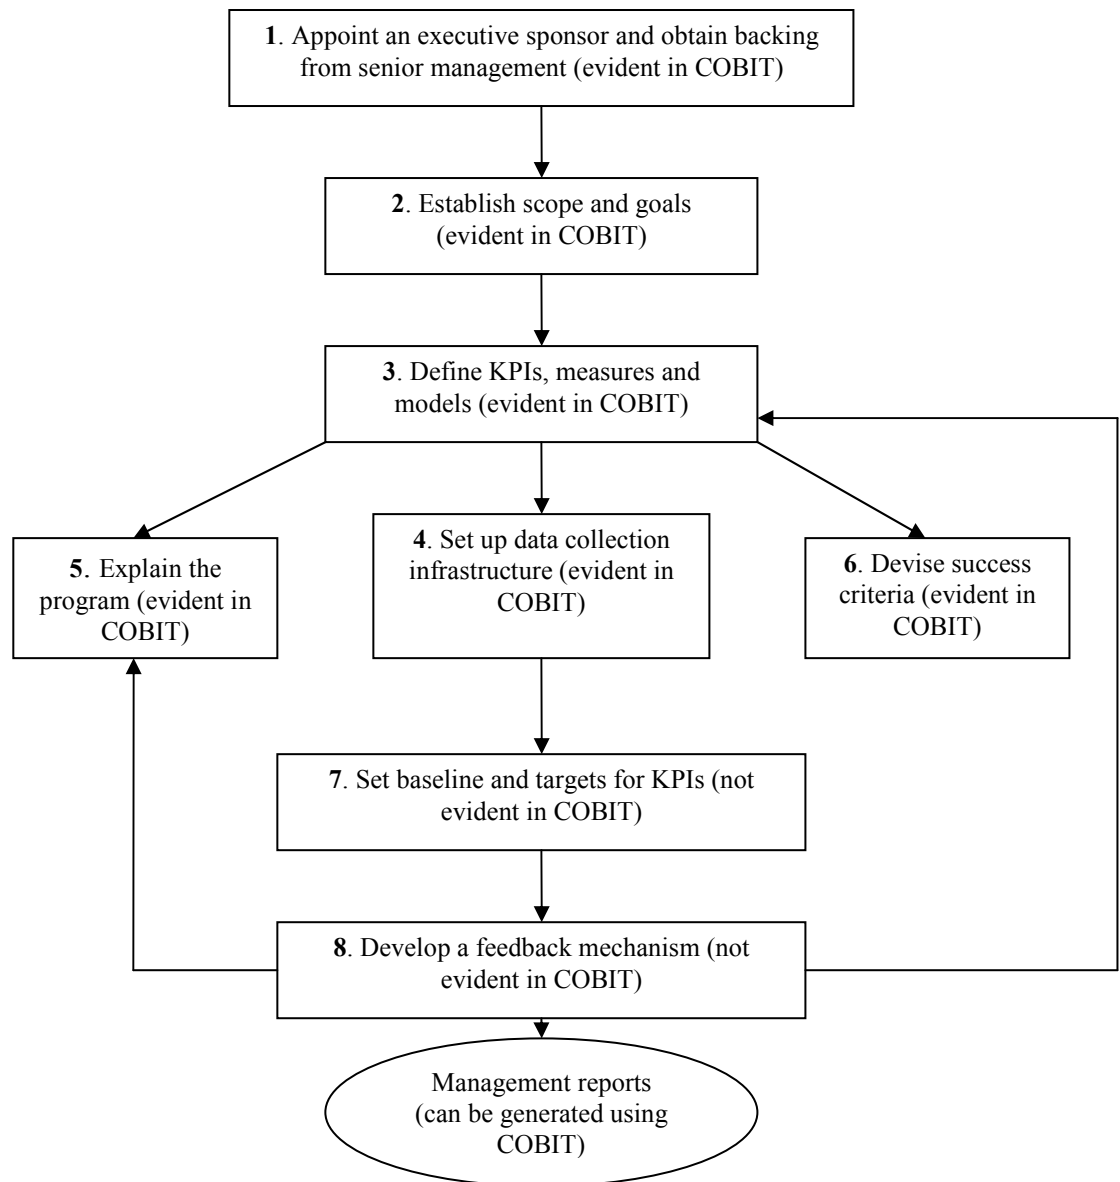 1. Appoint an executive sponsor and obtain backing
from senior management (evident in COBIT)
2. Establish scope and goals
(evident in COBIT)
3. Define KPIs, measures and
models (evident in COBIT)
5. Explain the
program (evident in
COBIT)
4. Set up data collection
infrastructure (evident in
COBIT)
6. Devise success
criteria (evident in
COBIT)
7. Set baseline and targets for KPIs (not
evident in COBIT)
8. Develop a feedback mechanism (not
evident in COBIT)
Management reports
(can be generated using
COBIT)